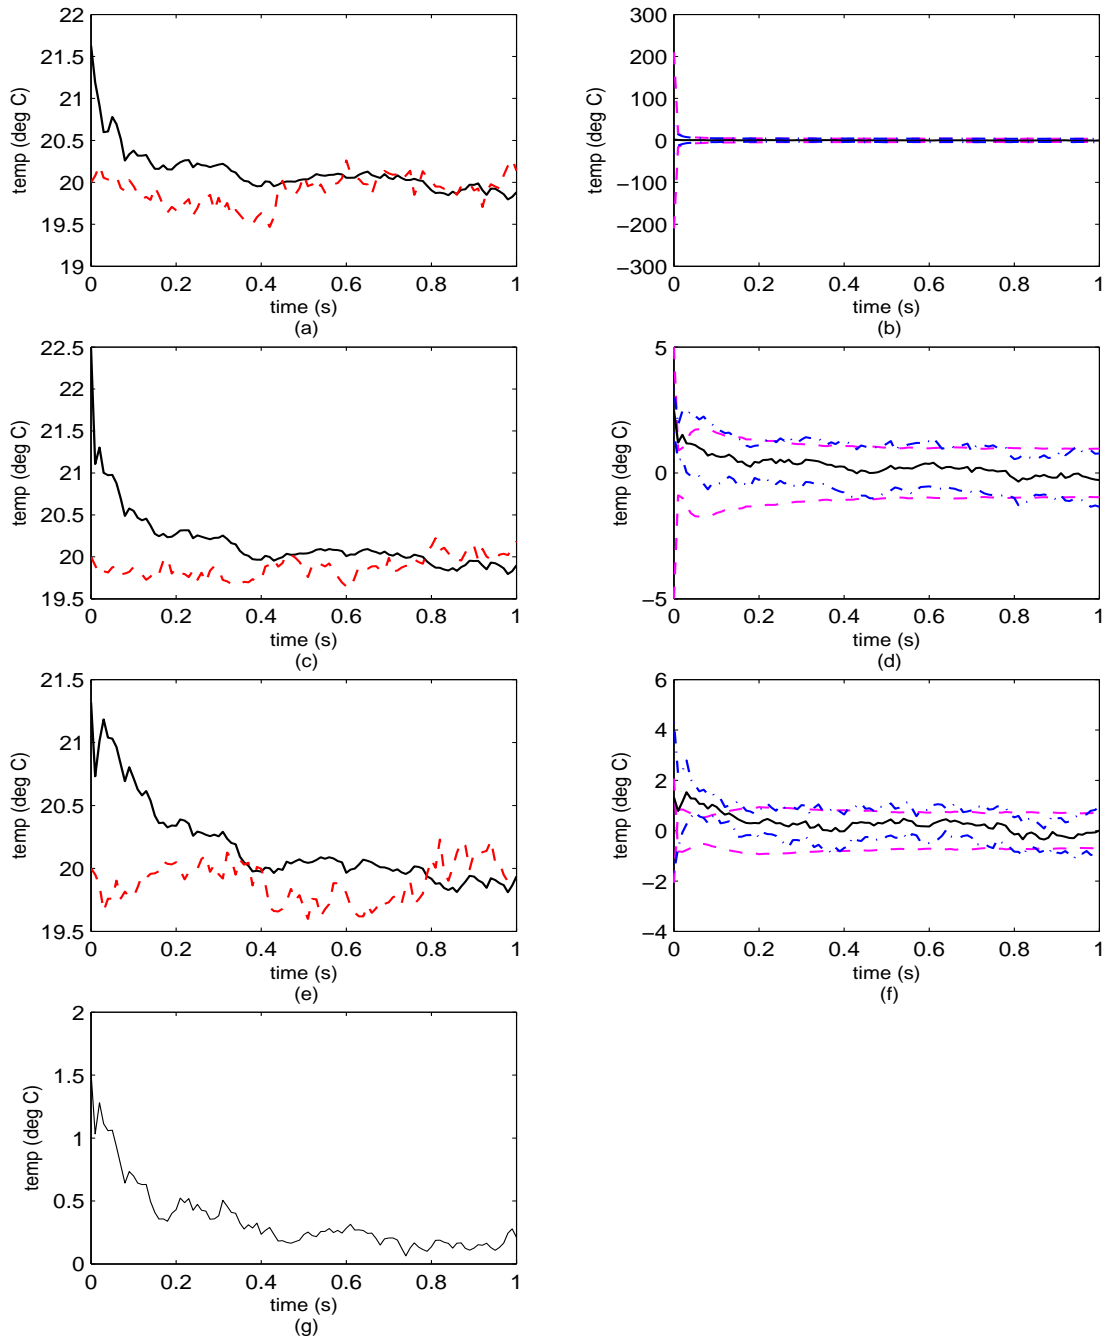 22
21.5
21
20.5
20
19.5
19
temp (deg C)
0 0.2 0.4 0.6 0.8 1
time (s)
(a)
300
200
100
0
−100
−200
−300
temp (deg C)
0 0.2 0.4 0.6 0.8 1
time (s)
(b)
22.5
22
21.5
21
20.5
20
19.5
temp (deg C)
0 0.2 0.4 0.6 0.8 1
time (s)
(c)
5
0
−5
temp (deg C)
0 0.2 0.4 0.6 0.8 1
time (s)
(d)
21.5
21
20.5
20
19.5
temp (deg C)
0 0.2 0.4 0.6 0.8 1
time (s)
(e)
6
4
2
0
−2
−4
temp (deg C)
0 0.2 0.4 0.6 0.8 1
time (s)
(f)
2
1.5
1
0.5
0
temp (deg C)
0 0.2 0.4 0.6 0.8 1
time (s)
(g)